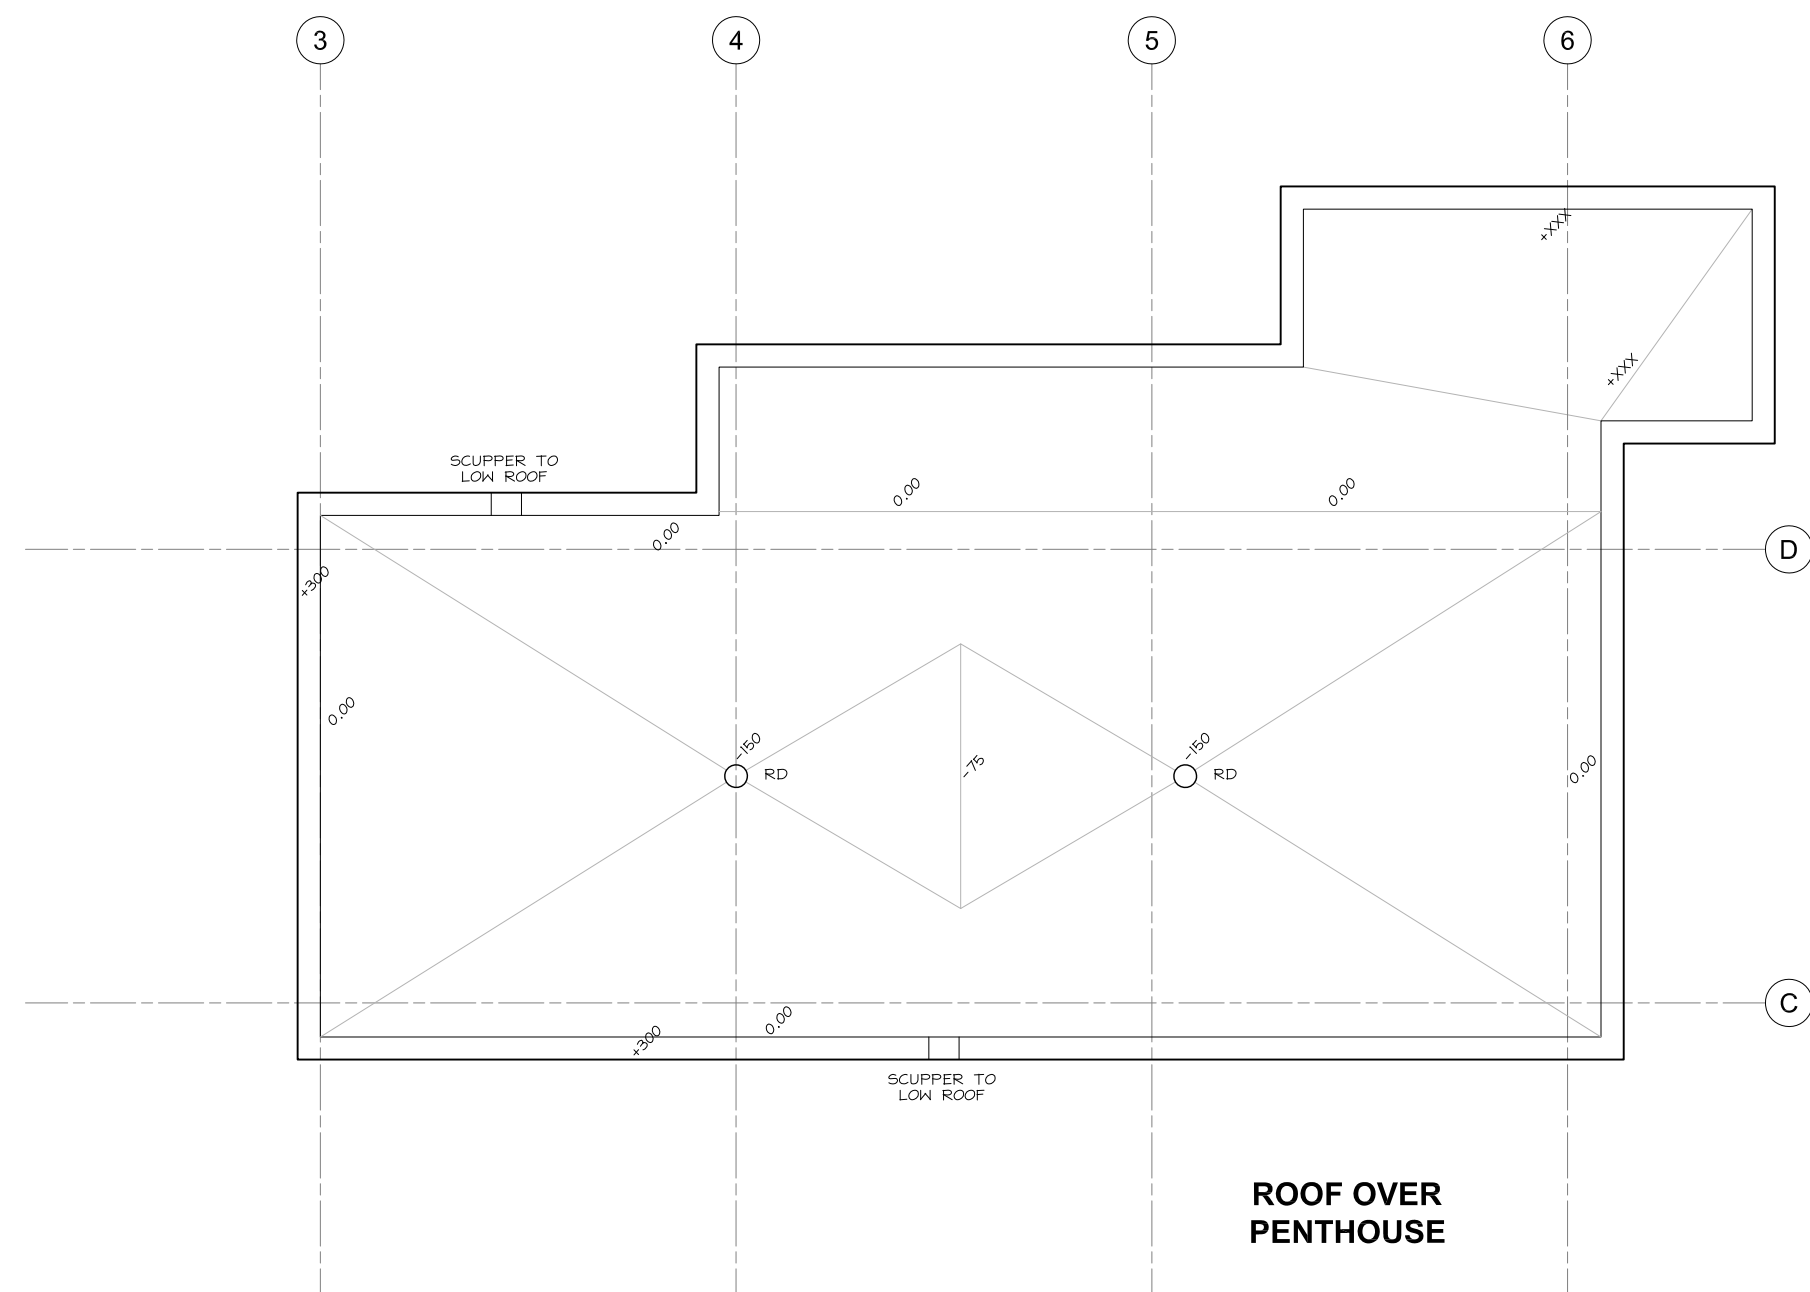 3
4
5
6
+XXX
+XXX
SCUPPER TO
LOW ROOF
0.00
0.00
0.00
D
+300
0.00
-150
RD
-75
-150
RD
0.00
C
0.00
+300
SCUPPER TO
LOW ROOF
ROOF OVER
PENTHOUSE